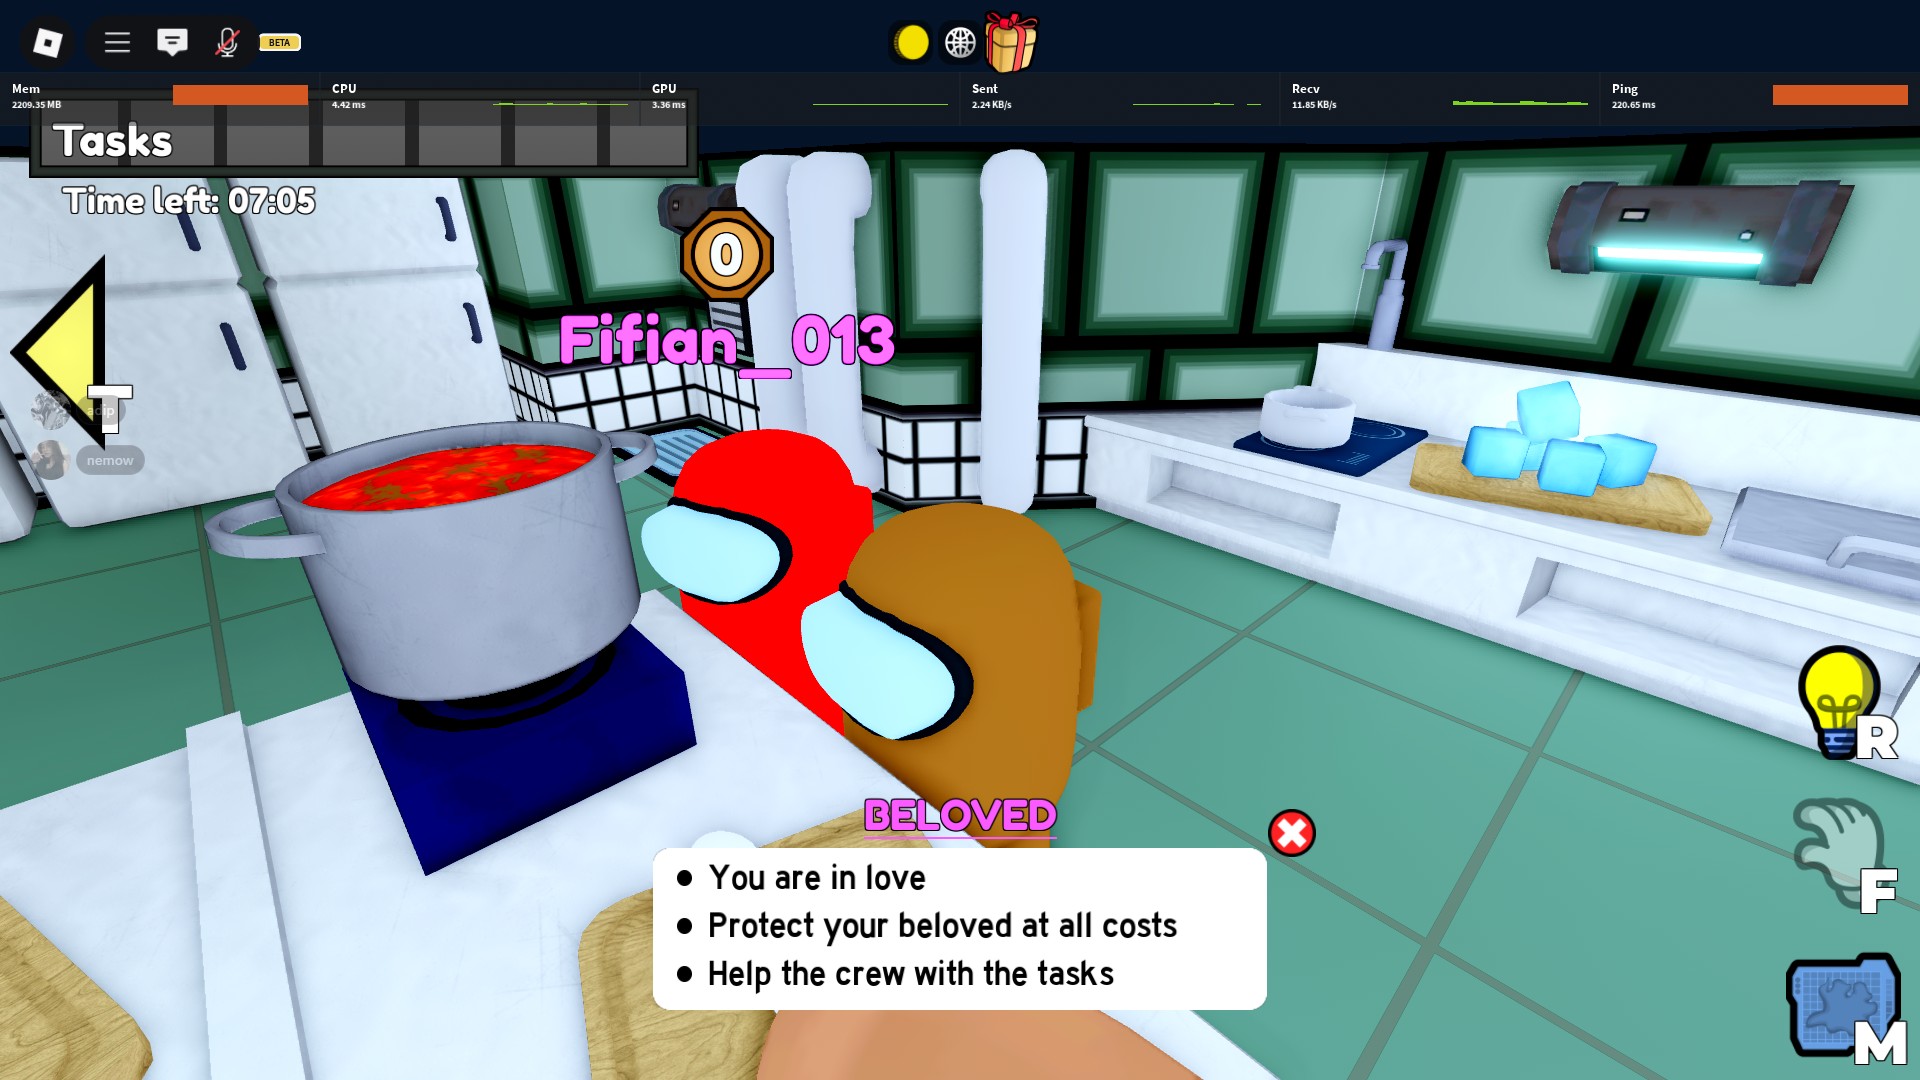 BETA
Mem
2209.35 MB
CPU
4.42 ms
GPU
3.36 ms
Sent
2.24 KB/s
Recv
11.85 KB/s
Ping
220.65 ms
Tasks
Time left: 07:05
0
Fifian__013
T
adip
nemow
R
F
M
BELOVED
You are in love
Protect your beloved at all costs
Help the crew with the tasks